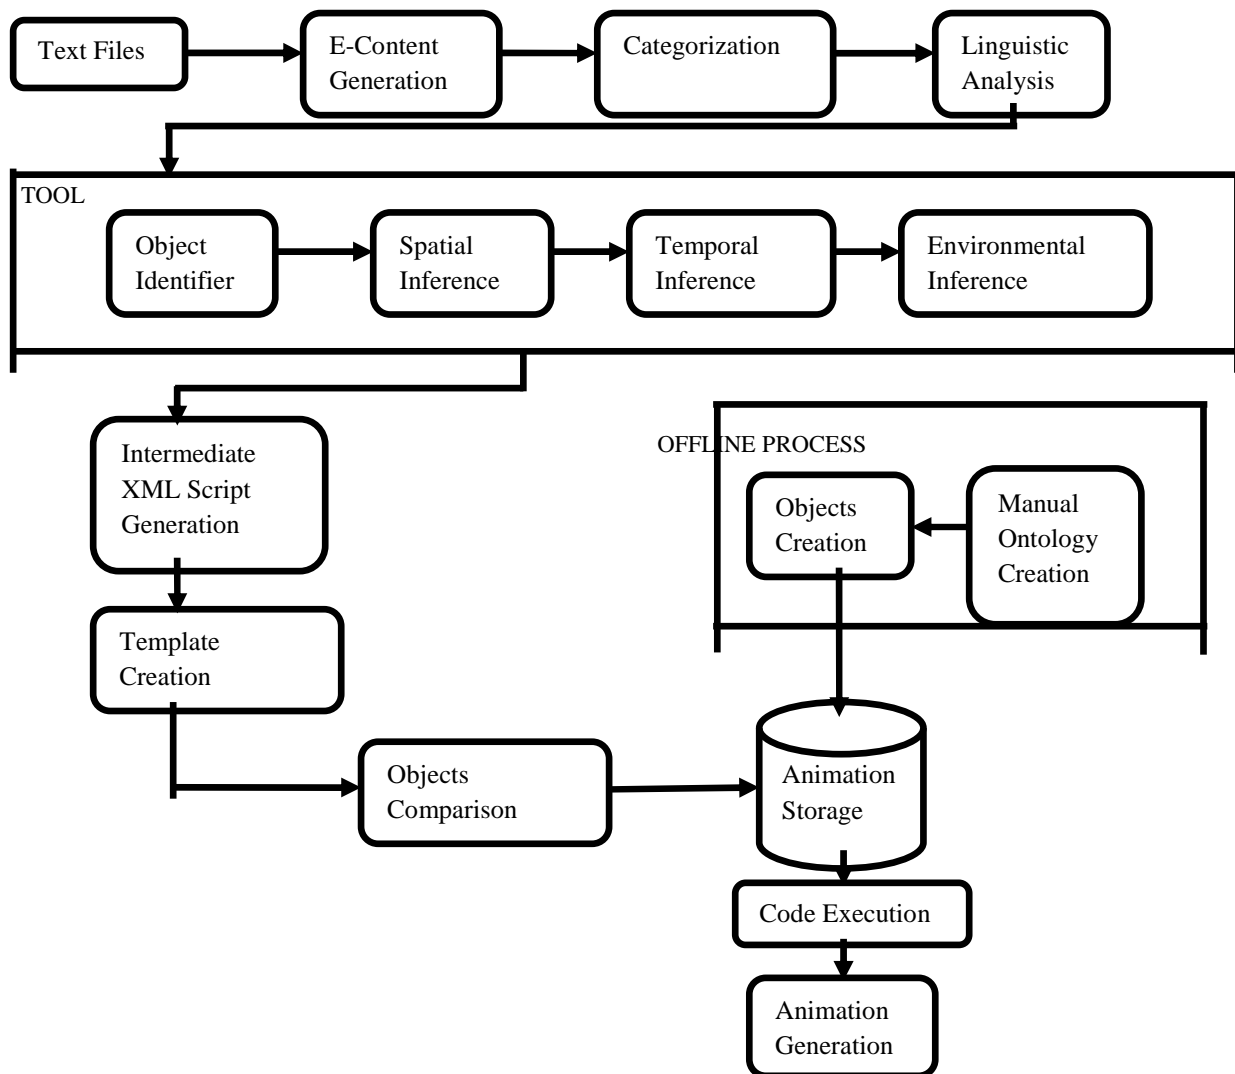 Text Files
E-Content
Generation
Categorization
Linguistic
Analysis
TOOL
Object
Identifier
Spatial
Inference
Temporal
Inference
Environmental
Inference
Intermediate
XML Script
Generation
OFFLINE PROCESS
Objects
Creation
Manual
Ontology
Creation
Template
Creation
Objects
Comparison
Animation
Storage
Code Execution
Animation
Generation